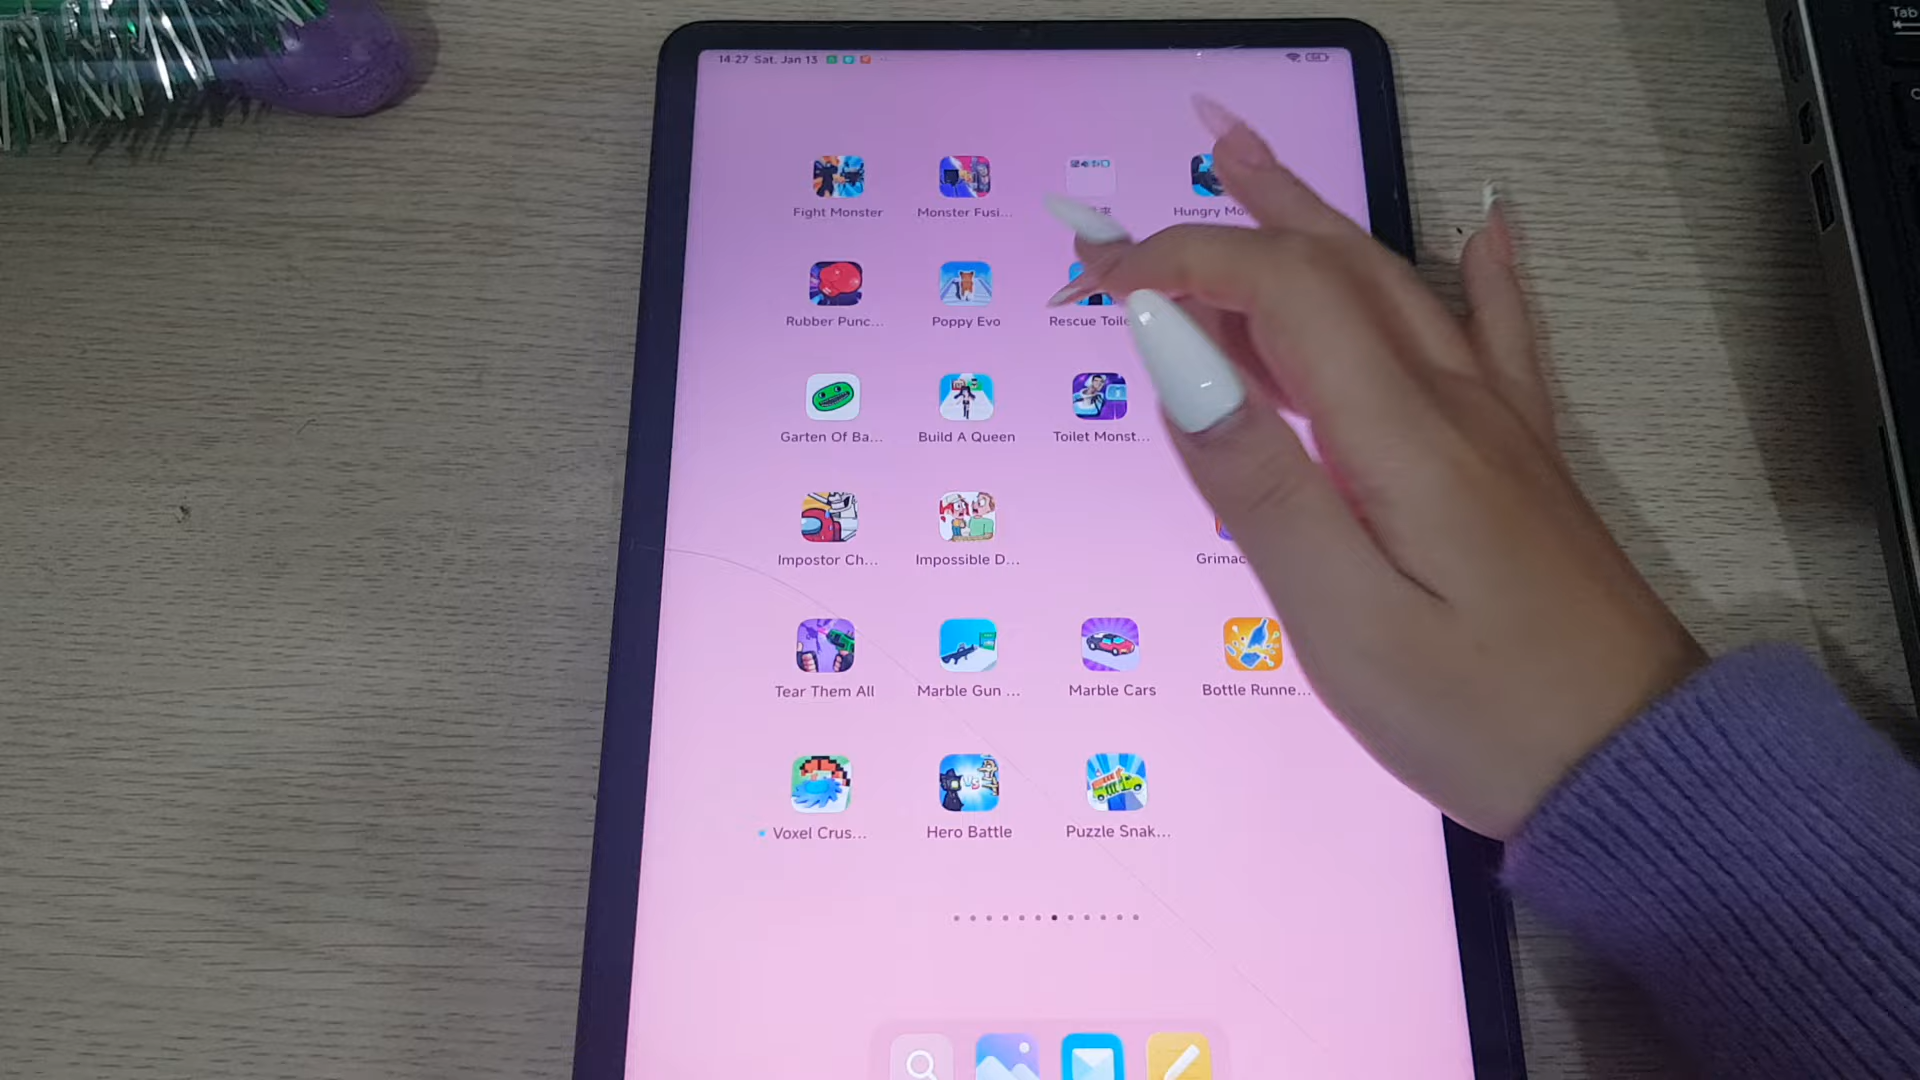 14:27 Sat, Jan 13
Fight Monster
Monster Fusi...
Hungry Mo
Rubber Punc...
Poppy Evo
Rescue Toile
Garten Of Ba...
Build A Queen
Toilet Monst...
Impostor Ch...
Impossible D...
Grimac
Tear Them All
Marble Gun ...
Marble Cars
Bottle Runne...
Voxel Crus...
Hero Battle
Puzzle Snak...
Tab